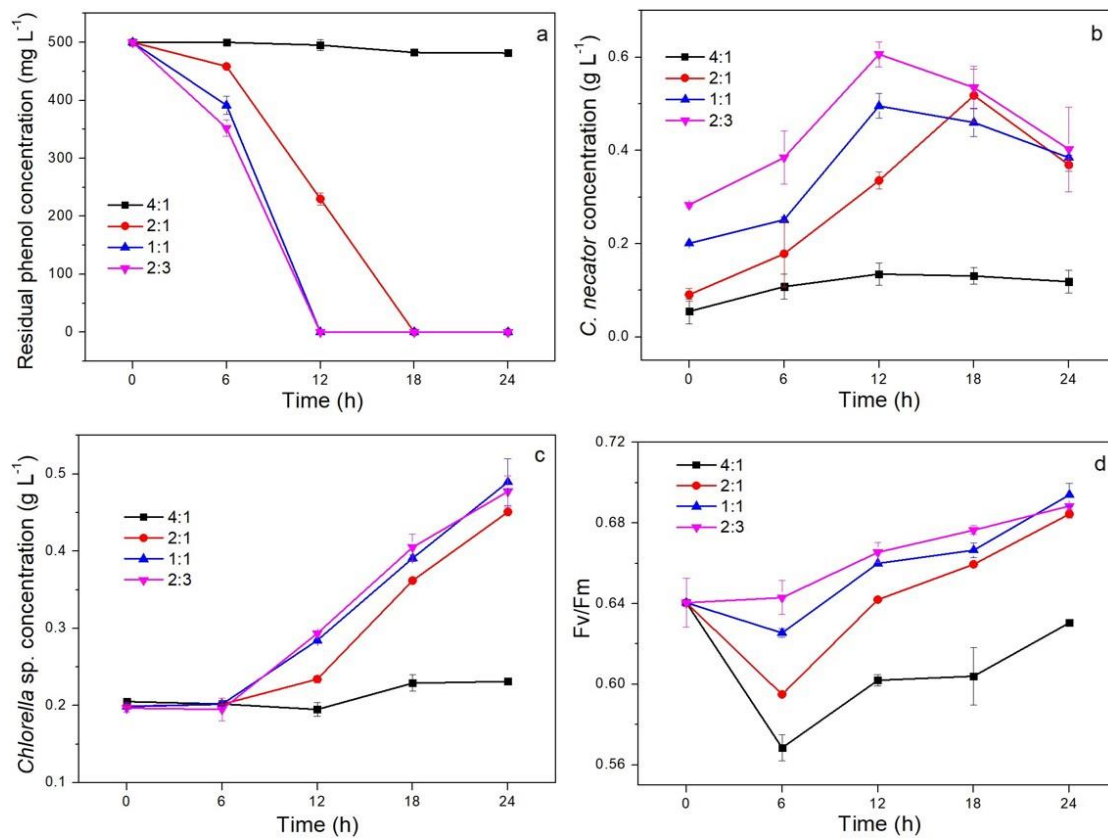 a
Residual phenol concentration (mg L⁻¹)
500
400
300
200
100
0
4:1
2:1
1:1
2:3
0 6 12 18 24
Time (h)
b
C. necator concentration (g L⁻¹)
0.6
0.4
0.2
0.0
4:1
2:1
1:1
2:3
0 6 12 18 24
Time (h)
c
Chlorella sp. concentration (g L⁻¹)
0.5
0.4
0.3
0.2
0.1
4:1
2:1
1:1
2:3
0 6 12 18 24
Time (h)
d
Fv/Fm
0.72
0.68
0.64
0.60
0.56
4:1
2:1
1:1
2:3
0 6 12 18 24
Time (h)